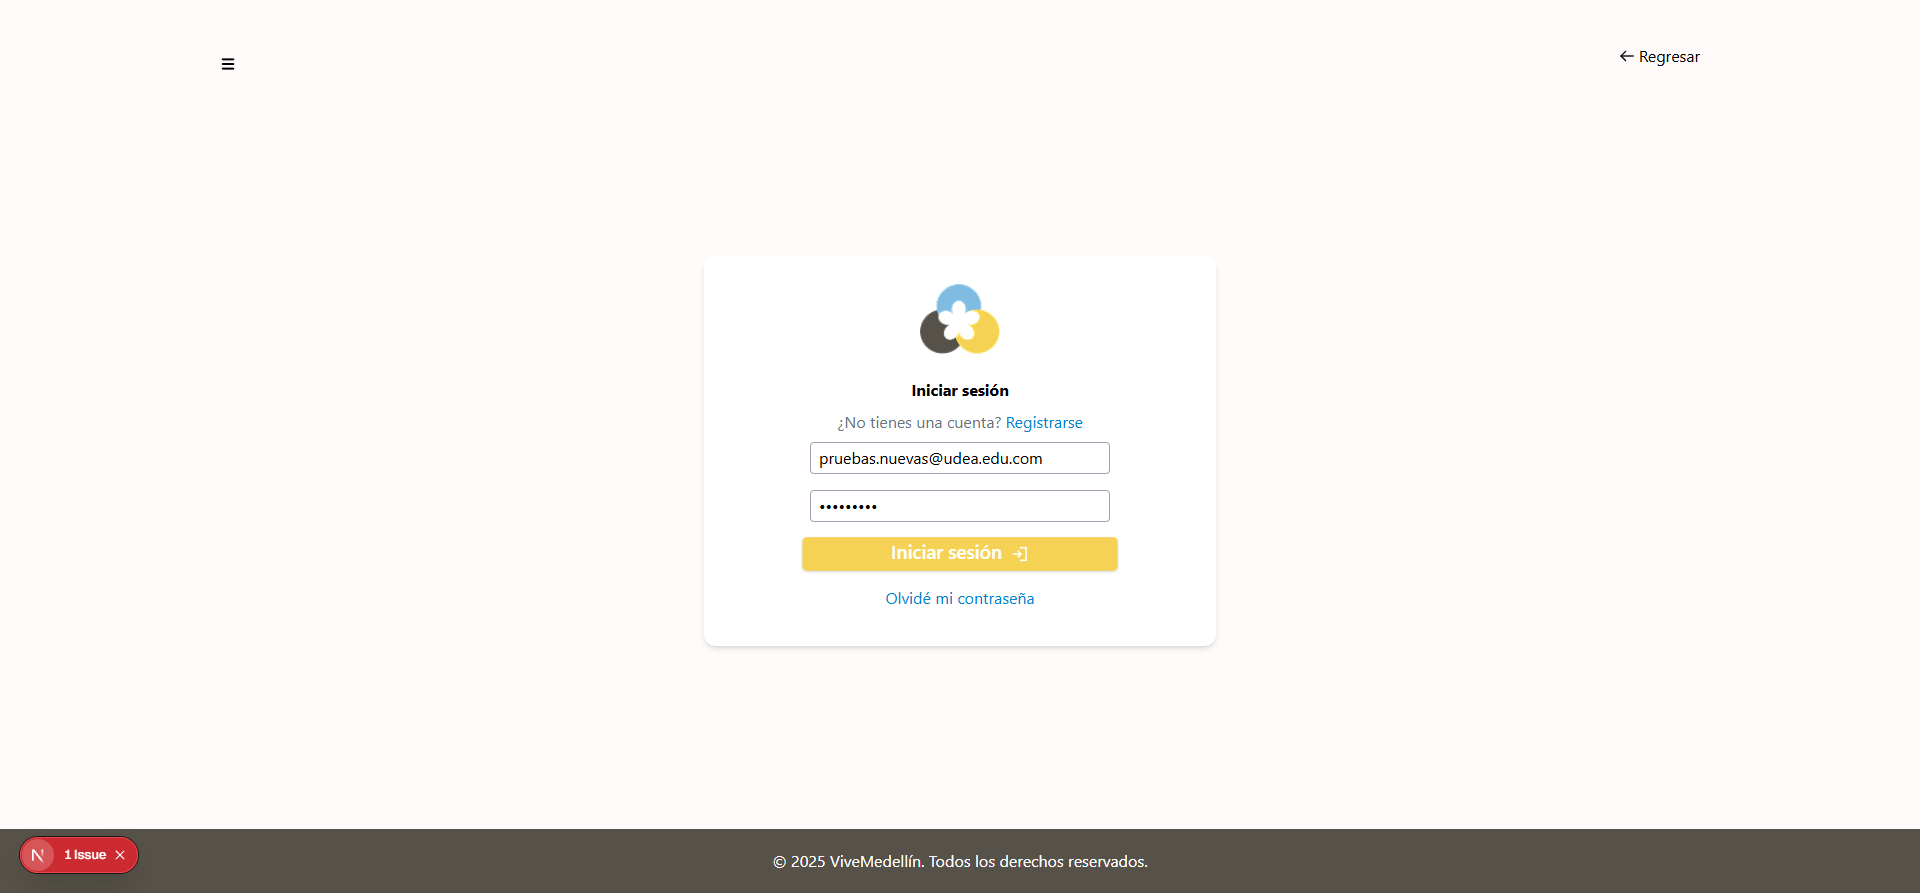 ← Regresar
Iniciar sesión
¿No tienes una cuenta? Registrarse
pruebas.nuevas@udea.edu.com
•••••••••
Iniciar sesión
Olvidé mi contraseña
N 1 Issue ×
© 2025 ViveMedellín. Todos los derechos reservados.